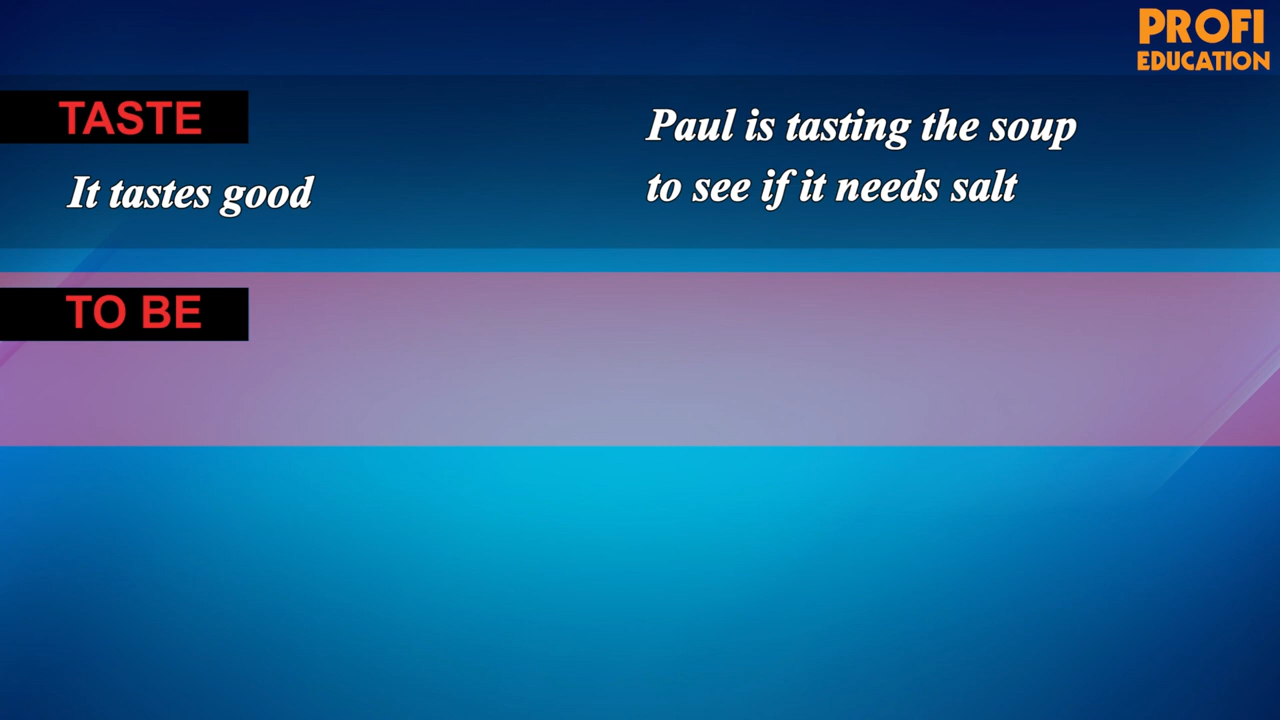 PROFI
EDUCATION
TASTE
It tastes good
Paul is tasting the soup
to see if it needs salt
TO BE